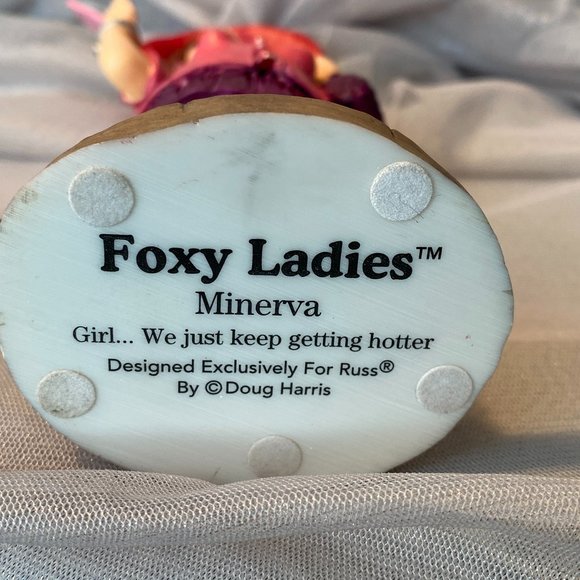 Foxy Ladies™
Minerva
Girl... We just keep getting hotter
Designed Exclusively For Russ®
By ©Doug Harris